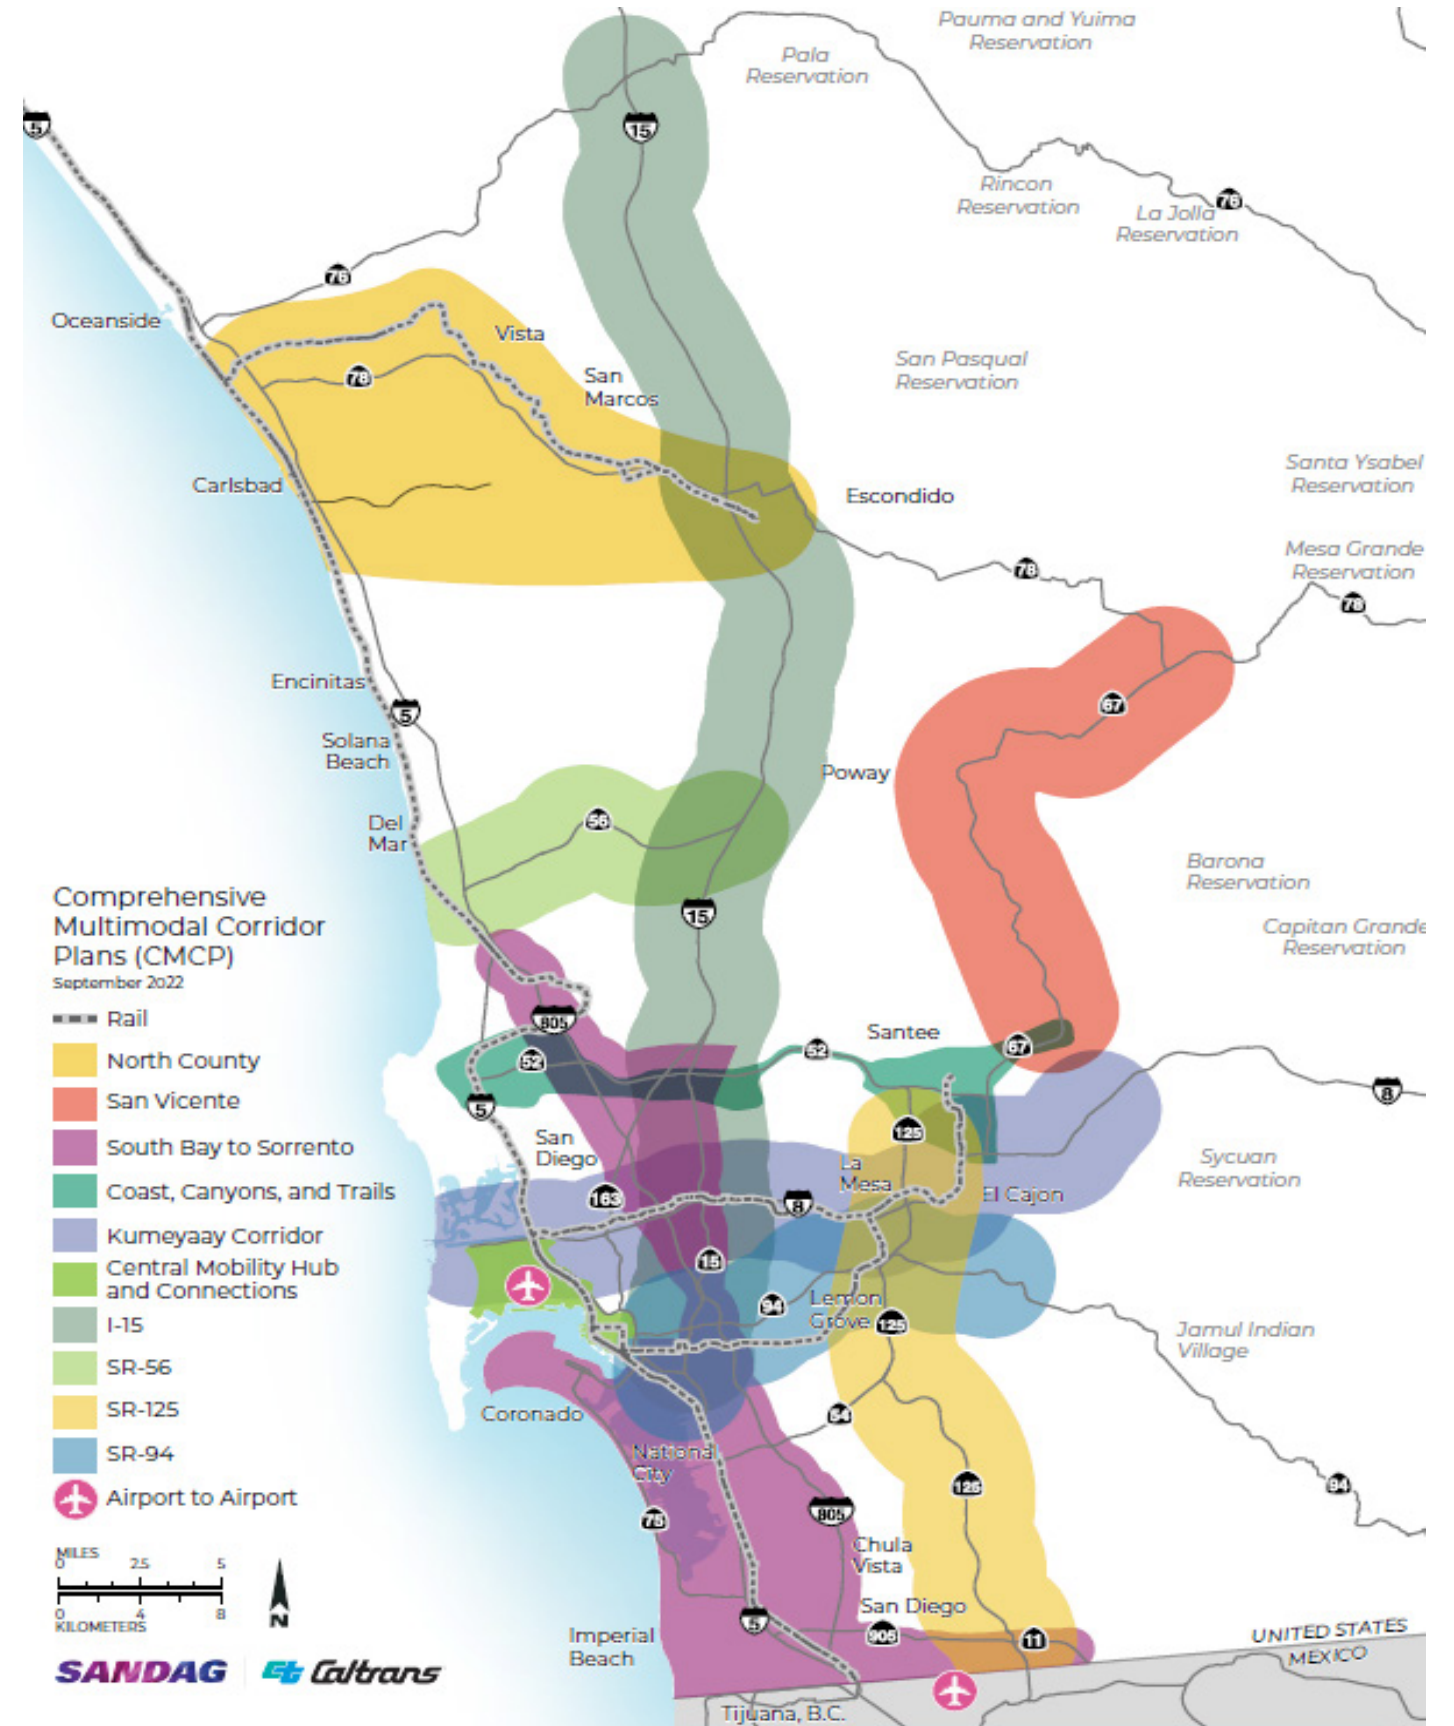 Pauma and Yuima
Reservation
Pala
Reservation
5
15
Rincon
Reservation
76
La Jolla
Reservation
76
Oceanside
Vista
San Pasqual
Reservation
78
San
Marcos
Santa Ysabel
Reservation
Carlsbad
Escondido
Mesa Grande
Reservation
78
78
Encinitas
67
5
Solana
Beach
Poway
56
Del
Mar
Barona
Reservation
15
Capitan Grande
Reservation
Comprehensive
Multimodal Corridor
Plans (CMCP)
September 2022
Rail
North County
San Vicente
South Bay to Sorrento
Coast, Canyons, and Trails
Kumeyaay Corridor
Central Mobility Hub
and Connections
I-15
SR-56
SR-125
SR-94
Airport to Airport
805
Santee
52
52
67
5
8
125
San
Diego
La
Mesa
Sycuan
Reservation
163
8
El Cajon
15
94
Lemon
Grove
125
Jamul Indian
Village
Coronado
54
National
City
125
94
75
805
Chula
Vista
San Diego
5
905
11
Imperial
Beach
UNITED STATES
MEXICO
Tijuana, B.C.
MILES
0 2.5 5
0 4 8
KILOMETERS
N
SANDAG
Caltrans